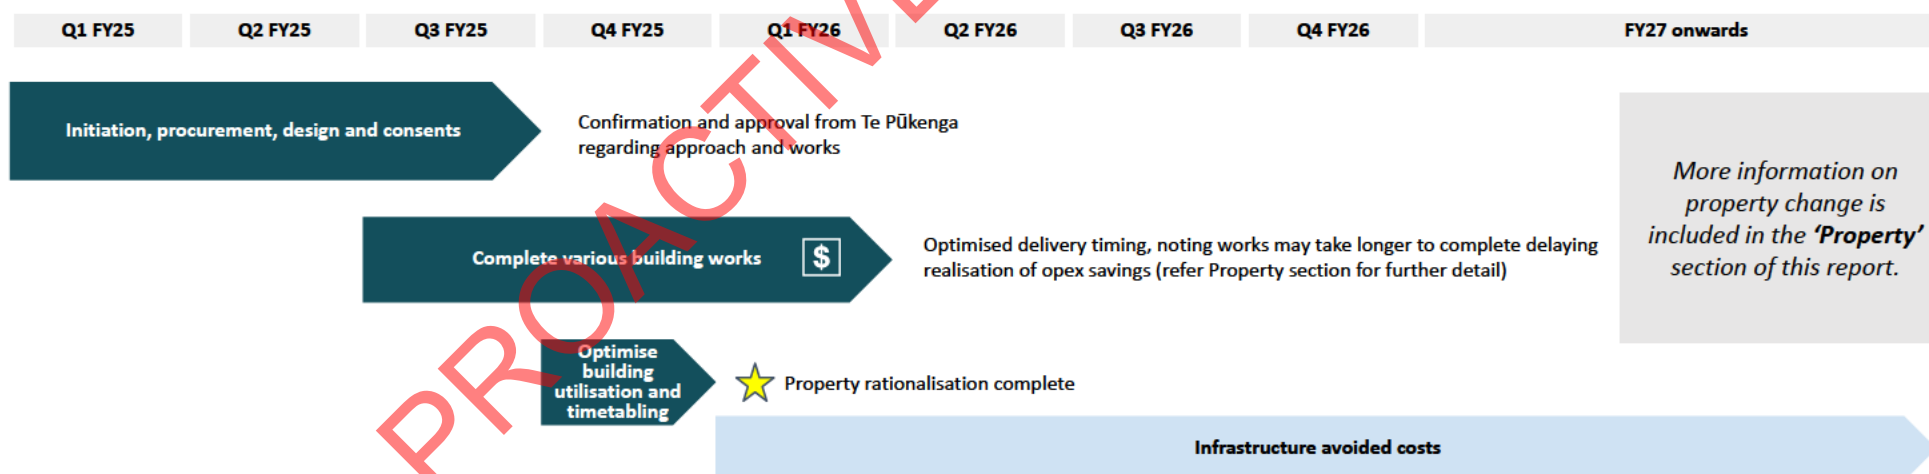 Q1 FY25 Q2 FY25 Q3 FY25 Q4 FY25 Q1 FY26 Q2 FY26 Q3 FY26 Q4 FY26 FY27 onwards
Initiation, procurement, design and consents
Confirmation and approval from Te Pūkenga
regarding approach and works
More information on
property change is
included in the 'Property'
section of this report.
Complete various building works
$
Optimised delivery timing, noting works may take longer to complete delaying
realisation of opex savings (refer Property section for further detail)
Optimise
building
utilisation and
timetabling
Property rationalisation complete
Infrastructure avoided costs
PROACTIVE